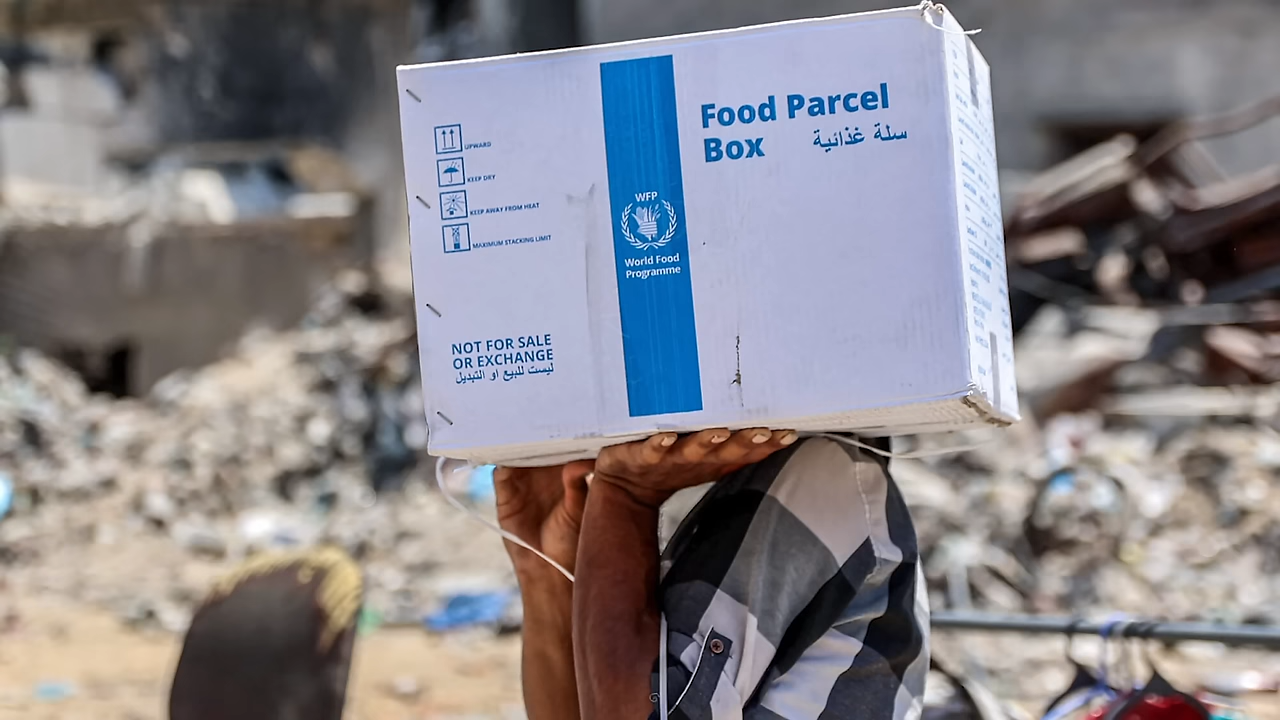 UPWARD
KEEP DRY
KEEP AWAY FROM HEAT
MAXIMUM STACKING LIMIT
NOT FOR SALE
OR EXCHANGE
ليست للبيع او التبديل
WFP
World Food
Programme
Food Parcel
Box
سلة غذائية